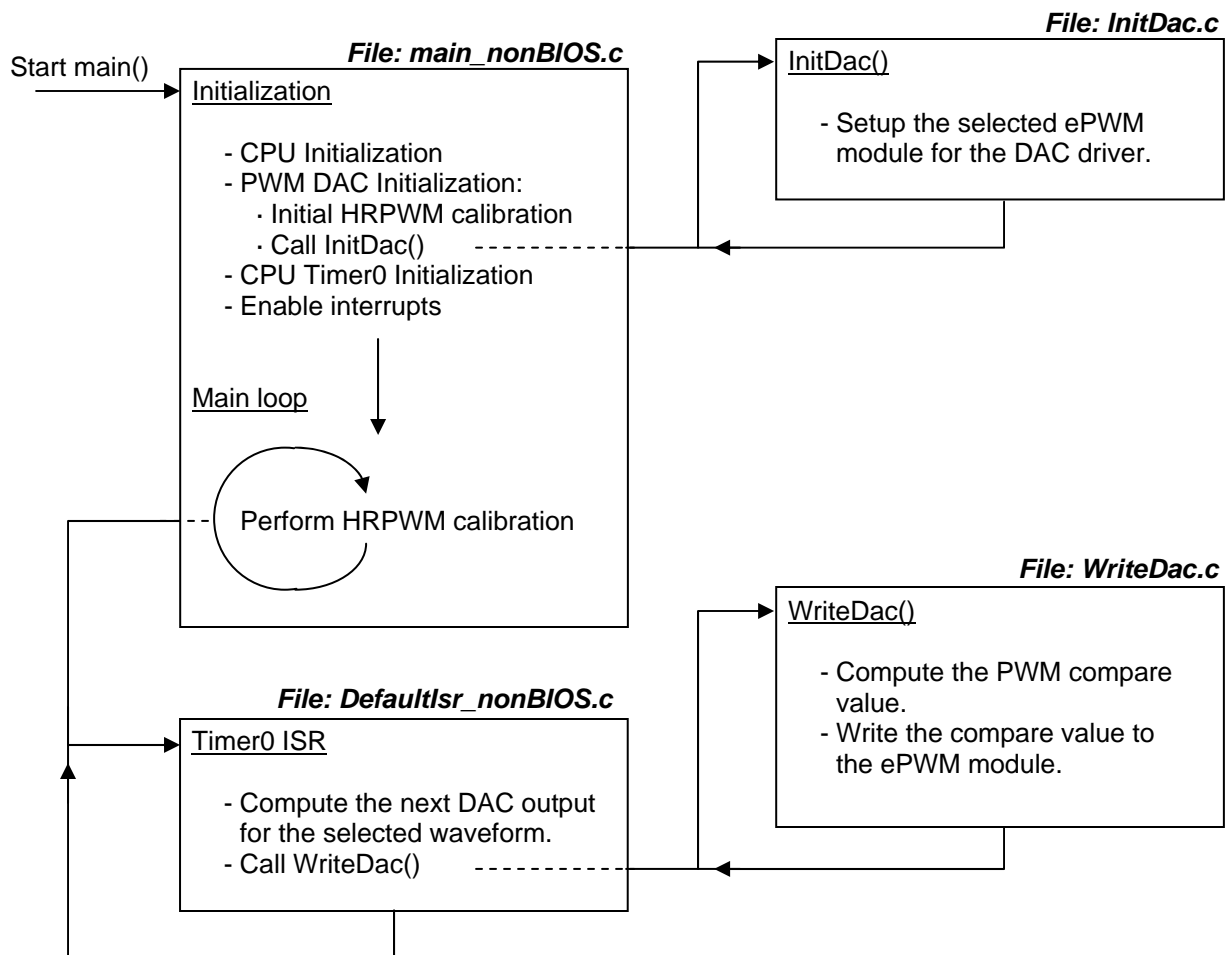 File: InitDac.c
File: main_nonBIOS.c
Start main()
Initialization
- CPU Initialization
- PWM DAC Initialization:
· Initial HRPWM calibration
· Call InitDac()
- CPU Timer0 Initialization
- Enable interrupts
InitDac()
- Setup the selected ePWM
module for the DAC driver.
Main loop
Perform HRPWM calibration
File: WriteDac.c
WriteDac()
- Compute the PWM compare
value.
- Write the compare value to
the ePWM module.
File: DefaultIsr_nonBIOS.c
Timer0 ISR
- Compute the next DAC output
for the selected waveform.
- Call WriteDac()